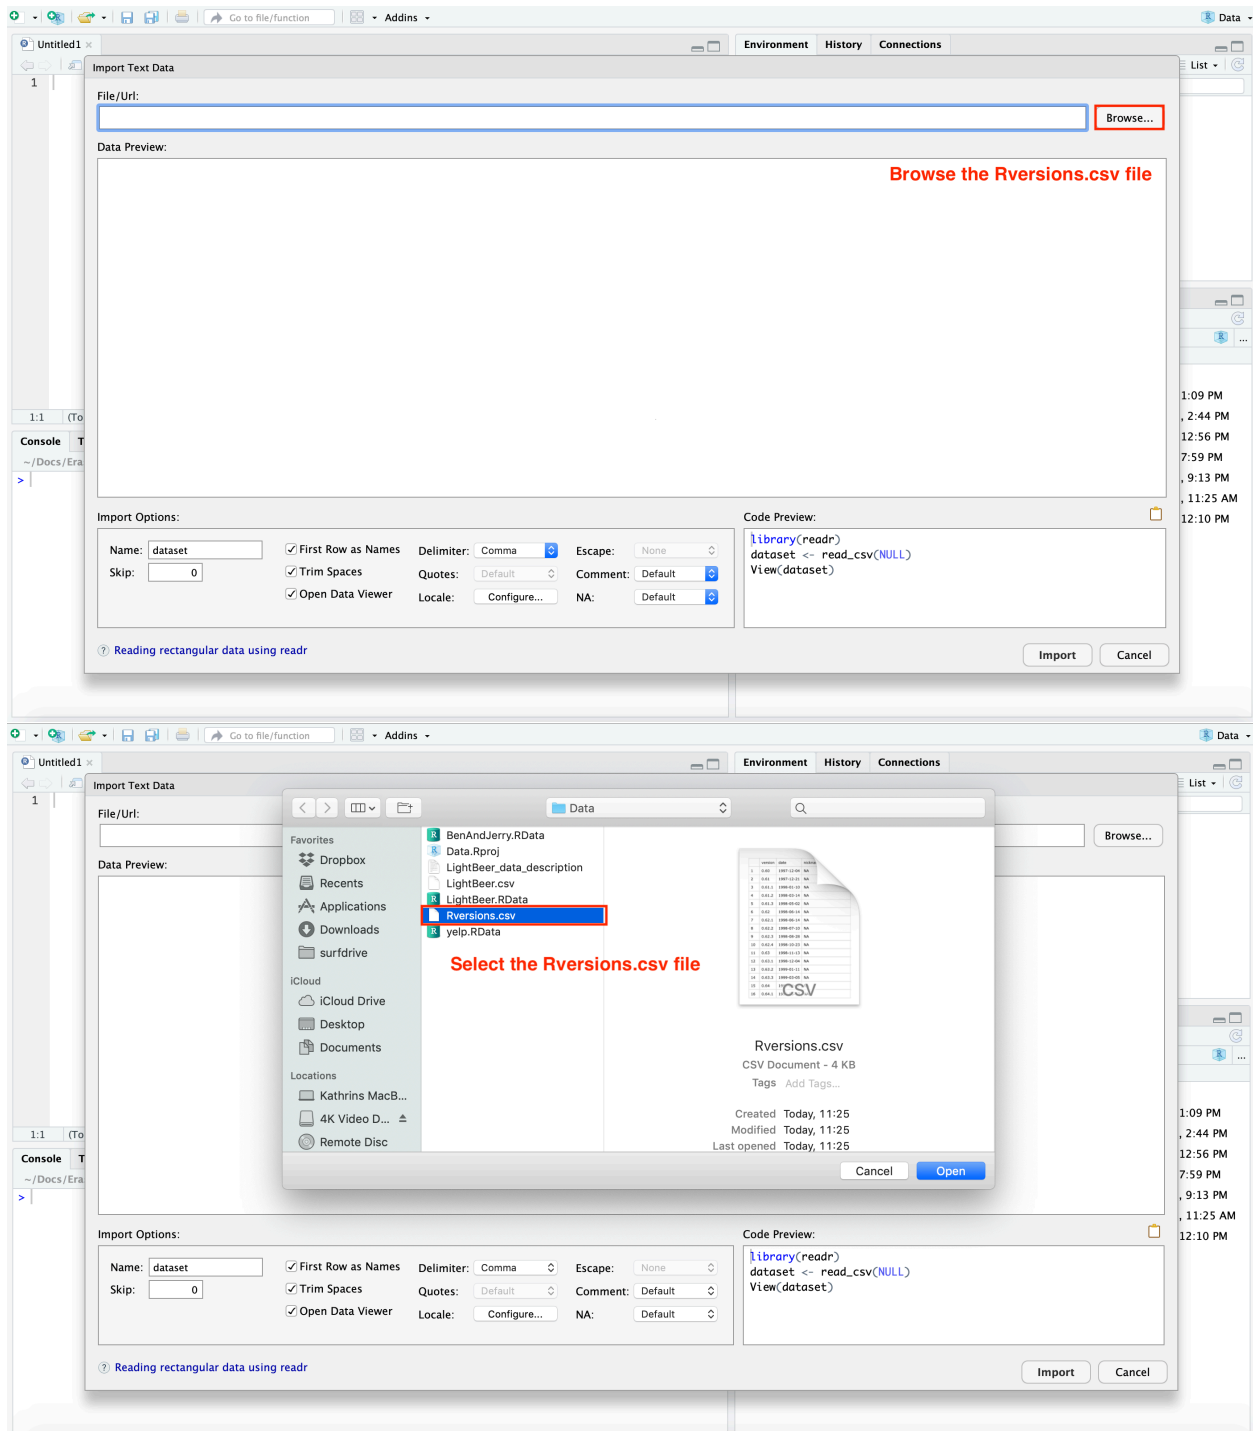 Go to file/function Addins Data
Untitled1
Environment History Connections
List
Import Text Data
1
File/Url:
Browse...
Data Preview:
Browse the Rversions.csv file
...
1:09 PM
1:1 (To
, 2:44 PM
Console T
12:56 PM
~/Docs/Era
7:59 PM
>
, 9:13 PM
, 11:25 AM
12:10 PM
Import Options:
Name: dataset
Skip: 0
First Row as Names
Trim Spaces
Open Data Viewer
Delimiter: Comma
Quotes: Default
Locale: Configure...
Escape: None
Comment: Default
NA: Default
Code Preview:
library(readr)
dataset <- read_csv(NULL)
View(dataset)
? Reading rectangular data using readr
Import Cancel
Go to file/function Addins Data
Untitled1
Environment History Connections
List
Import Text Data
1
File/Url:
Browse...
Data Preview:
Data
Favorites
Dropbox
Recents
Applications
Downloads
surfdrive
iCloud
iCloud Drive
Desktop
Documents
Locations
Kathrins MacB...
4K Video D...
Remote Disc
BenAndJerry.RData
Data.Rproj
LightBeer_data_description
LightBeer.csv
LightBeer.RData
Rversions.csv
yelp.RData
Select the Rversions.csv file
CSV
Rversions.csv
CSV Document - 4 KB
Tags Add Tags...
Created Today, 11:25
Modified Today, 11:25
Last opened Today, 11:25
Cancel Open
...
1:09 PM
1:1 (To
, 2:44 PM
Console T
12:56 PM
~/Docs/Era
7:59 PM
>
, 9:13 PM
, 11:25 AM
12:10 PM
Import Options:
Name: dataset
Skip: 0
First Row as Names
Trim Spaces
Open Data Viewer
Delimiter: Comma
Quotes: Default
Locale: Configure...
Escape: None
Comment: Default
NA: Default
Code Preview:
library(readr)
dataset <- read_csv(NULL)
View(dataset)
? Reading rectangular data using readr
Import Cancel